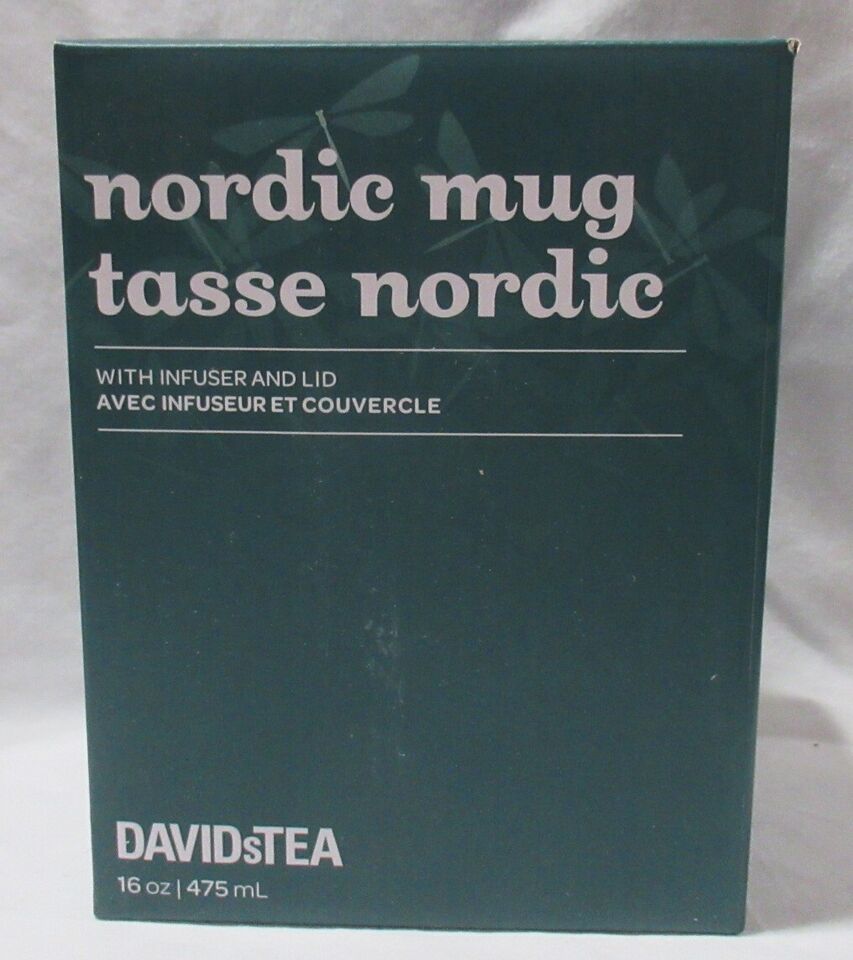 nordic mug
tasse nordic
WITH INFUSER AND LID
AVEC INFUSEUR ET COUVERCLE
DAVIDsTEA
16 oz | 475 mL